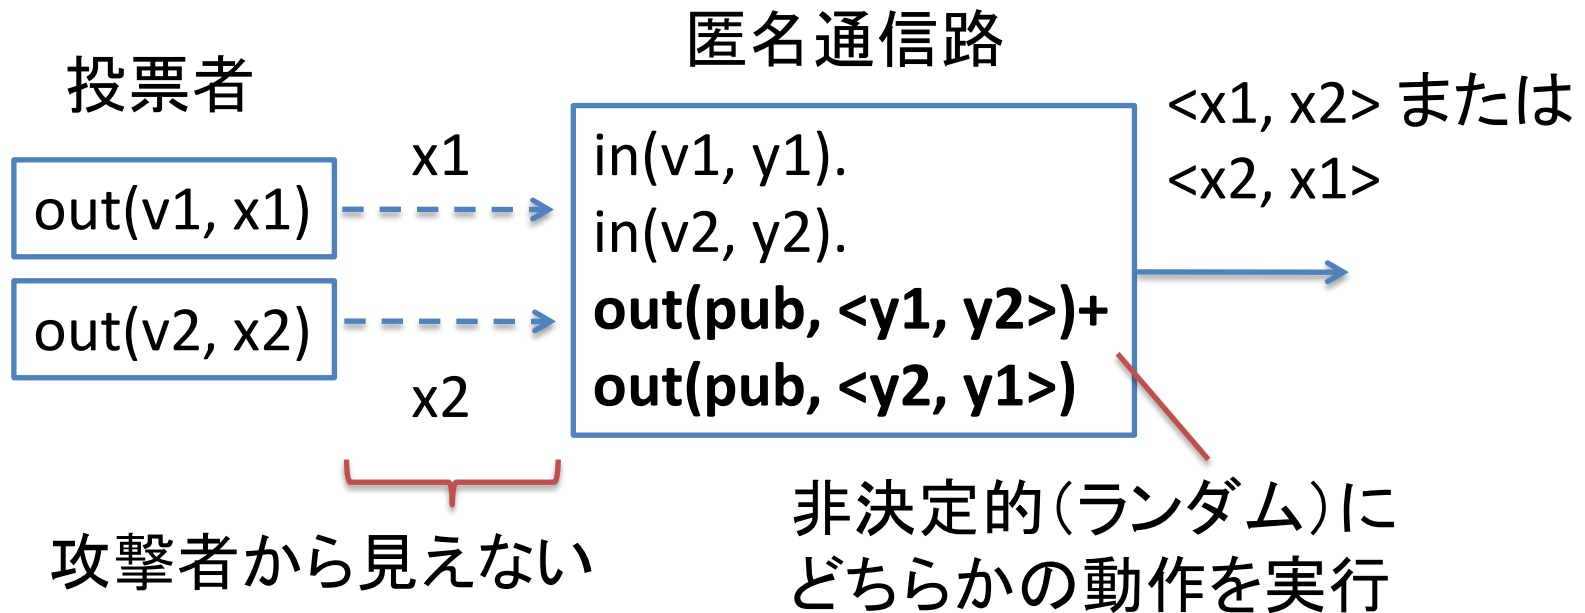 匿名通信路
投票者
<x1, x2> または
<x2, x1>
x1
out(v1, x1)
out(v2, x2)
x2
in(v1, y1).
in(v2, y2).
out(pub, <y1, y2>)+
out(pub, <y2, y1>)
攻撃者から見えない
非決定的（ランダム）に
どちらかの動作を実行